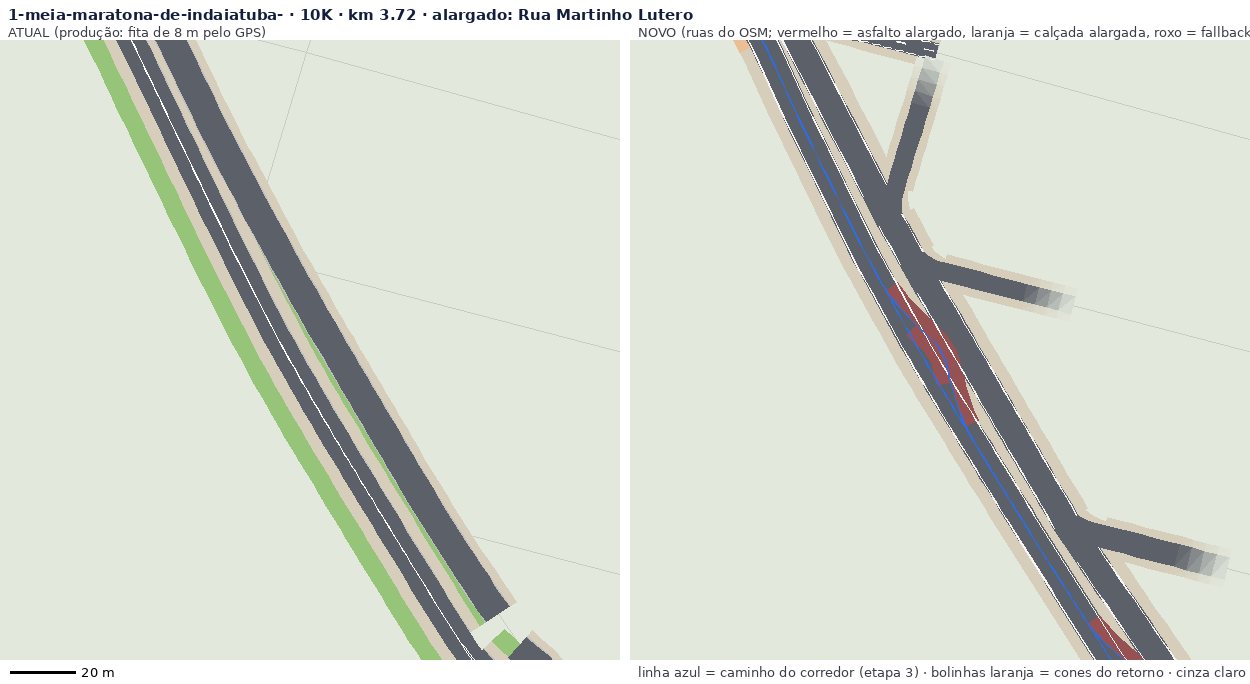 1-meia-maratona-de-indaiatuba- · 10K · km 3.72 · alargado: Rua Martinho Lutero
ATUAL (produção: fita de 8 m pelo GPS)
NOVO (ruas do OSM; vermelho = asfalto alargado, laranja = calçada alargada, roxo = fallback
20 m
linha azul = caminho do corredor (etapa 3) · bolinhas laranja = cones do retorno · cinza claro